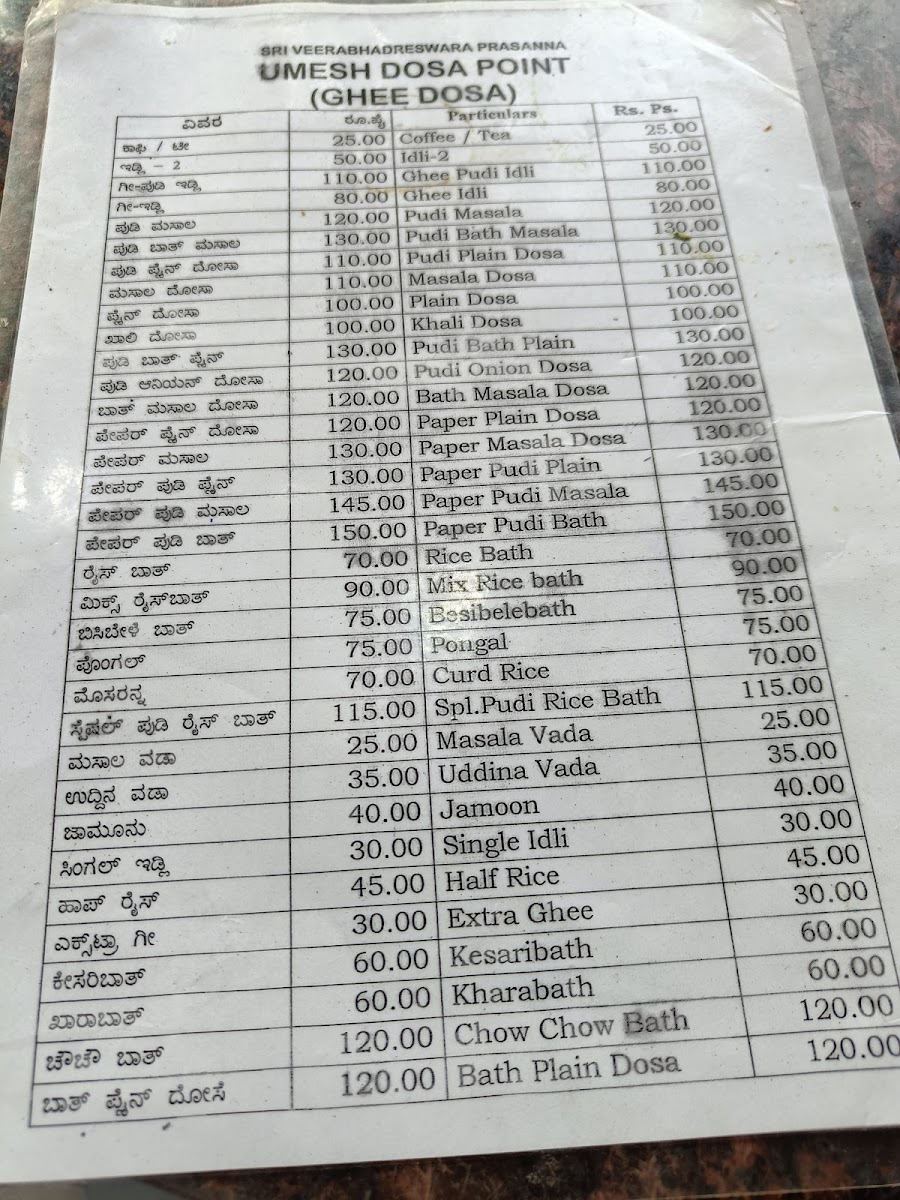 SRI VEERABHADRESWARA PRASANNA
UMESH DOSA POINT
(GHEE DOSA)
ವಿವರ ರೂ.ಪೈ Particulars Rs. Ps.
ಕಾಫಿ / ಟೀ 25.00 Coffee / Tea 25.00
ಇಡ್ಲಿ - 2 50.00 Idli-2 50.00
ಗೀ-ಪುಡಿ ಇಡ್ಲಿ 110.00 Ghee Pudi Idli 110.00
ಗೀ-ಇಡ್ಲಿ 80.00 Ghee Idli 80.00
ಪುಡಿ ಮಸಾಲ 120.00 Pudi Masala 120.00
ಪುಡಿ ಬಾತ್ ಮಸಾಲ 130.00 Pudi Bath Masala 130.00
ಪುಡಿ ಪ್ಲೈನ್ ದೋಸಾ 110.00 Pudi Plain Dosa 110.00
ಮಸಾಲ ದೋಸಾ 110.00 Masala Dosa 110.00
ಪ್ಲೈನ್ ದೋಸಾ 100.00 Plain Dosa 100.00
ಖಾಲಿ ದೋಸಾ 100.00 Khali Dosa 100.00
ಪುಡಿ ಬಾತ್ ಪ್ಲೈನ್ 130.00 Pudi Bath Plain 130.00
ಪುಡಿ ಆನಿಯನ್ ದೋಸಾ 120.00 Pudi Onion Dosa 120.00
ಬಾತ್ ಮಸಾಲ ದೋಸಾ 120.00 Bath Masala Dosa 120.00
ಪೇಪರ್ ಪ್ಲೈನ್ ದೋಸಾ 120.00 Paper Plain Dosa 120.00
ಪೇಪರ್ ಮಸಾಲ 130.00 Paper Masala Dosa 130.00
ಪೇಪರ್ ಪುಡಿ ಪ್ಲೈನ್ 130.00 Paper Pudi Plain 130.00
ಪೇಪರ್ ಪುಡಿ ಮಸಾಲ 145.00 Paper Pudi Masala 145.00
ಪೇಪರ್ ಪುಡಿ ಬಾತ್ 150.00 Paper Pudi Bath 150.00
ರೈಸ್ ಬಾತ್ 70.00 Rice Bath 70.00
ಮಿಕ್ಸ್ ರೈಸ್‌ಬಾತ್ 90.00 Mix Rice bath 90.00
ಬಿಸಿಬೇಳೆ ಬಾತ್ 75.00 Besibelebath 75.00
ಪೊಂಗಲ್ 75.00 Pongal 75.00
ಮೊಸರನ್ನ 70.00 Curd Rice 70.00
ಸ್ಪೆಷಲ್ ಪುಡಿ ರೈಸ್ ಬಾತ್ 115.00 Spl.Pudi Rice Bath 115.00
ಮಸಾಲ ವಡಾ 25.00 Masala Vada 25.00
ಉದ್ದಿನ ವಡಾ 35.00 Uddina Vada 35.00
ಜಾಮೂನು 40.00 Jamoon 40.00
ಸಿಂಗಲ್ ಇಡ್ಲಿ 30.00 Single Idli 30.00
ಹಾಪ್ ರೈಸ್ 45.00 Half Rice 45.00
ಎಕ್ಸ್‌ಟ್ರಾ ಗೀ 30.00 Extra Ghee 30.00
ಕೇಸರಿಬಾತ್ 60.00 Kesaribath 60.00
ಖಾರಾಬಾತ್ 60.00 Kharabath 60.00
ಚೌಚೌ ಬಾತ್ 120.00 Chow Chow Bath 120.00
ಬಾತ್ ಪ್ಲೈನ್ ದೋಸೆ 120.00 Bath Plain Dosa 120.00